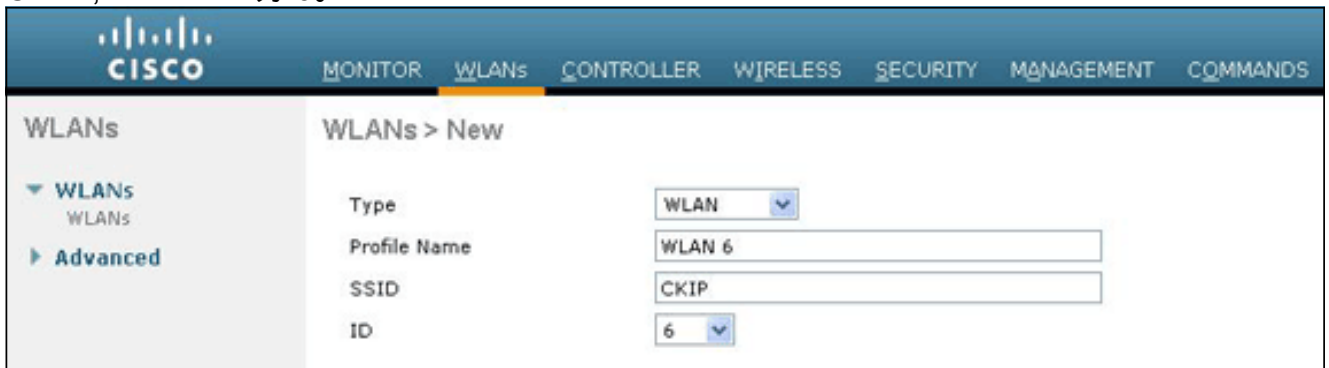 CISCO
MONITOR WLANs CONTROLLER WIRELESS SECURITY MANAGEMENT COMMANDS
WLANs
WLANs
WLANs
Advanced
WLANs > New
Type WLAN
Profile Name WLAN 6
SSID CKIP
ID 6